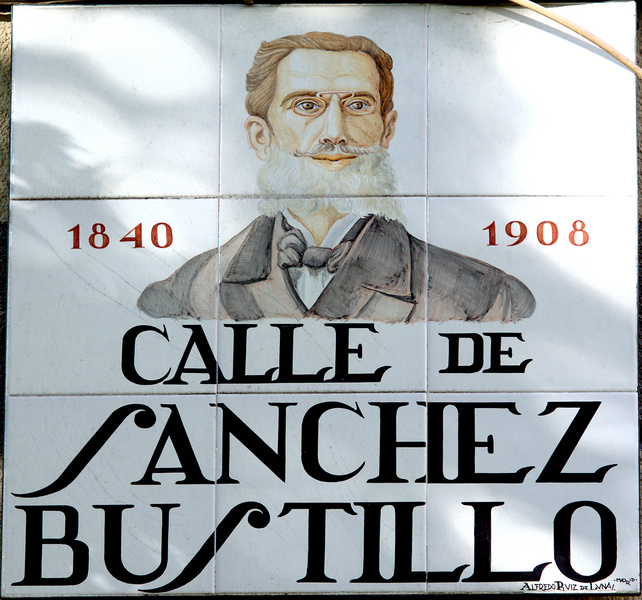 1840 1908
CALLE DE
SANCHEZ
BUSTILLO
ALFREDO RUIZ DE LUNA